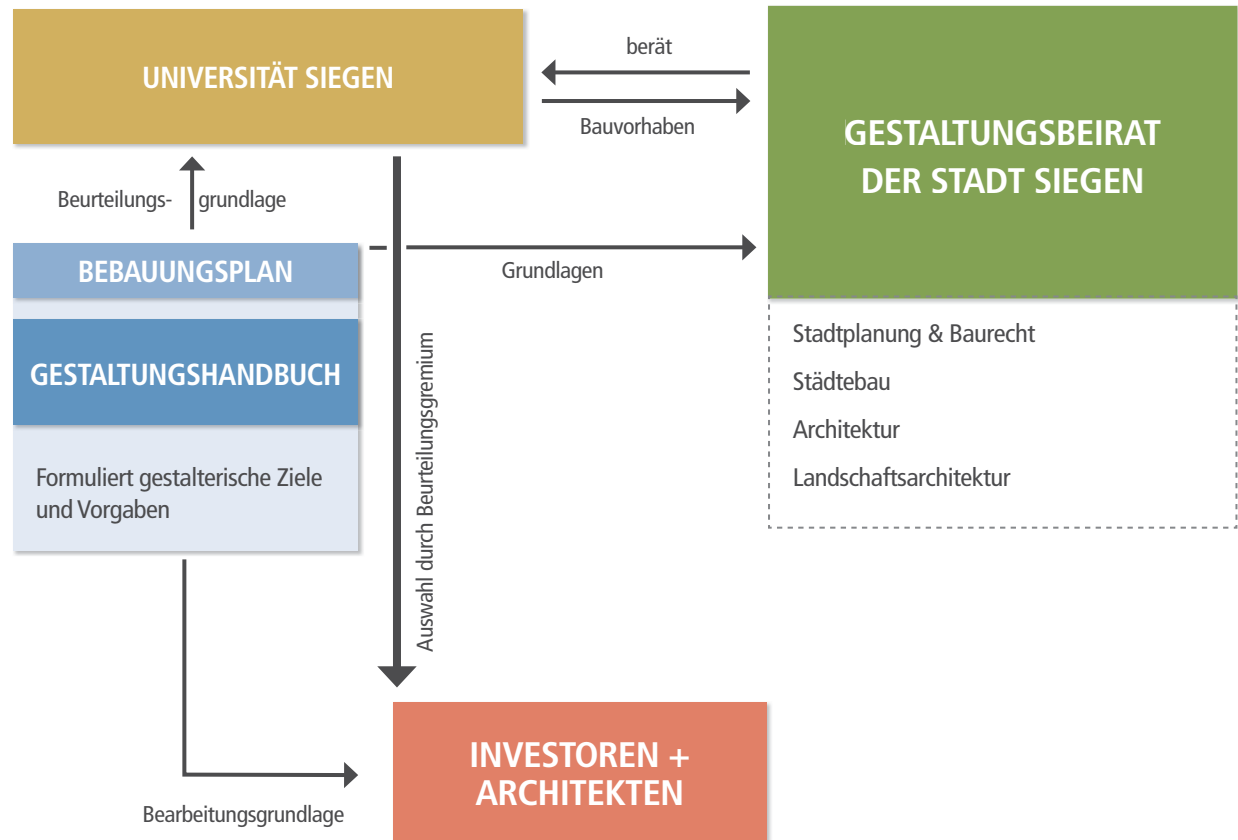 UNIVERSITÄT SIEGEN
berät
Bauvorhaben
GESTALTUNGSBEIRAT
DER STADT SIEGEN
Beurteilungs- grundlage
BEBAUUNGSPLAN
Grundlagen
GESTALTUNGSHANDBUCH
Formuliert gestalterische Ziele
und Vorgaben
Auswahl durch Beurteilungsgremium
Stadtplanung & Baurecht
Städtebau
Architektur
Landschaftsarchitektur
INVESTOREN +
ARCHITEKTEN
Bearbeitungsgrundlage